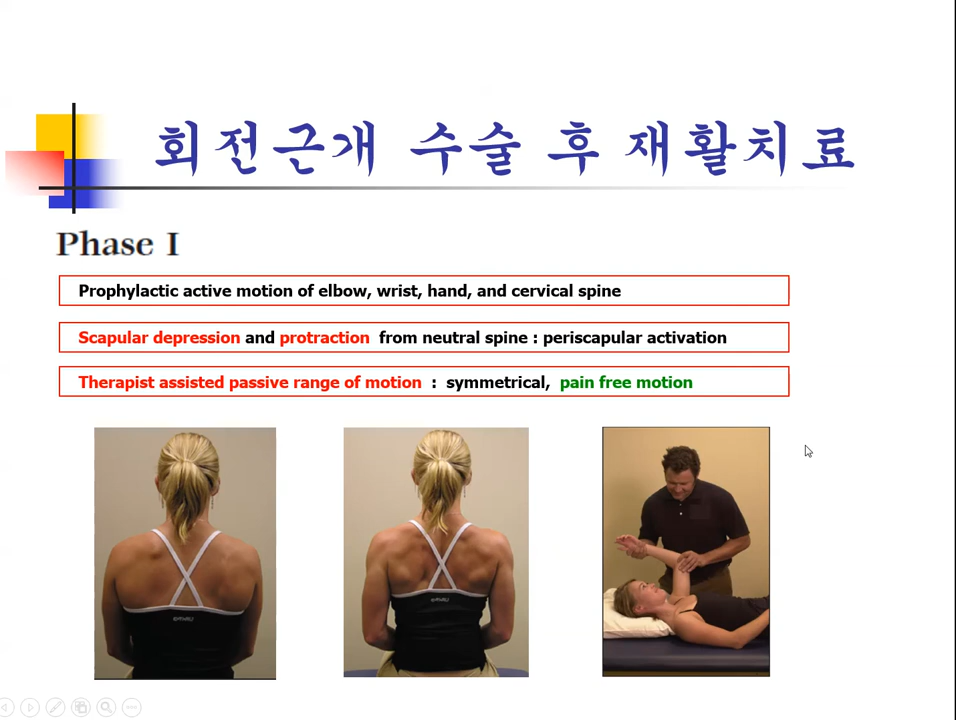 회전근개 수술 후 재활치료
Phase I
Prophylactic active motion of elbow, wrist, hand, and cervical spine
Scapular depression and protraction from neutral spine : periscapular activation
Therapist assisted passive range of motion : symmetrical, pain free motion